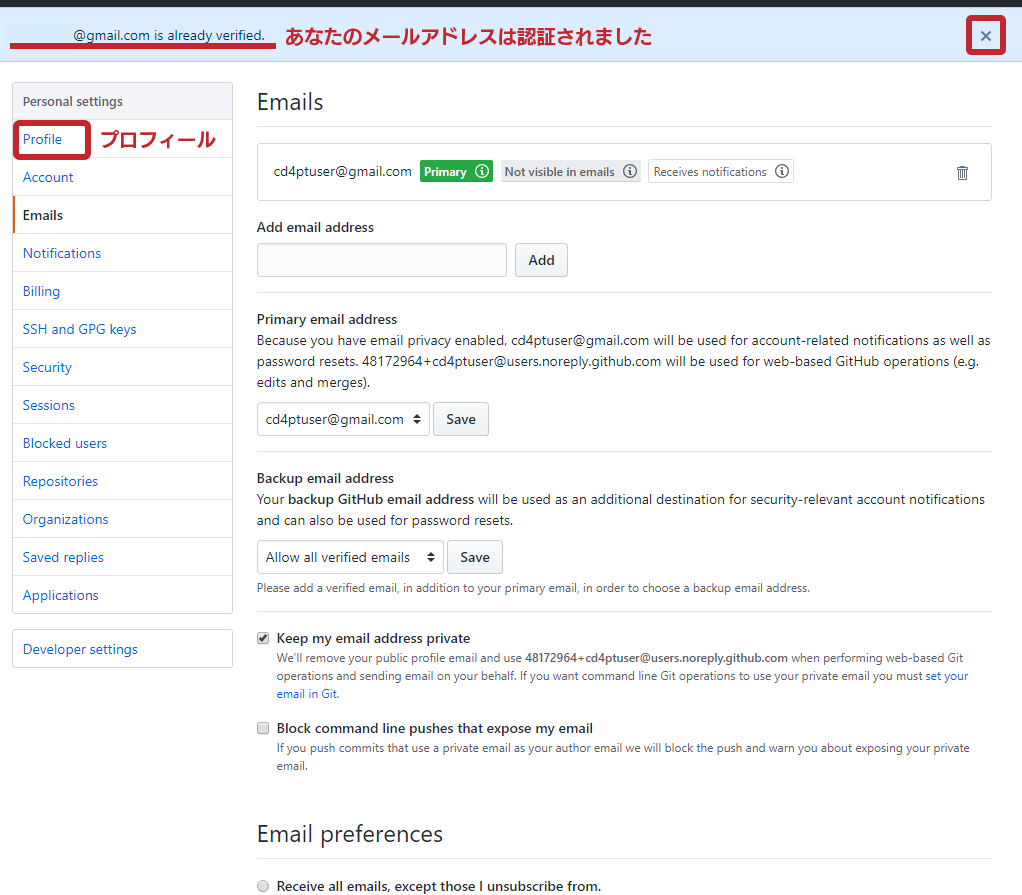 @gmail.com is already verified. あなたのメールアドレスは認証されました
Personal settings
Profile プロフィール
Account
Emails
Notifications
Billing
SSH and GPG keys
Security
Sessions
Blocked users
Repositories
Organizations
Saved replies
Applications
Developer settings
Emails
cd4ptuser@gmail.com Primary Not visible in emails Receives notifications
Add email address
Add
Primary email address
Because you have email privacy enabled, cd4ptuser@gmail.com will be used for account-related notifications as well as
password resets. 48172964+cd4ptuser@users.noreply.github.com will be used for web-based GitHub operations (e.g.
edits and merges).
cd4ptuser@gmail.com Save
Backup email address
Your backup GitHub email address will be used as an additional destination for security-relevant account notifications
and can also be used for password resets.
Allow all verified emails Save
Please add a verified email, in addition to your primary email, in order to choose a backup email address.
Keep my email address private
We'll remove your public profile email and use 48172964+cd4ptuser@users.noreply.github.com when performing web-based Git
operations and sending email on your behalf. If you want command line Git operations to use your private email you must set your
email in Git.
Block command line pushes that expose my email
If you push commits that use a private email as your author email we will block the push and warn you about exposing your private
email.
Email preferences
Receive all emails, except those I unsubscribe from.